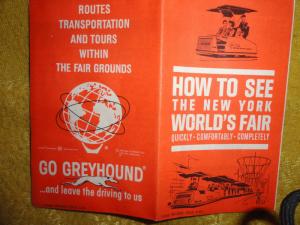 ROUTES
TRANSPORTATION
AND TOURS
WITHIN
THE FAIR GROUNDS
GO GREYHOUND®
...and leave the driving to us
HOW TO SEE
THE NEW YORK
WORLD'S FAIR
QUICKLY - COMFORTABLY - COMPLETELY